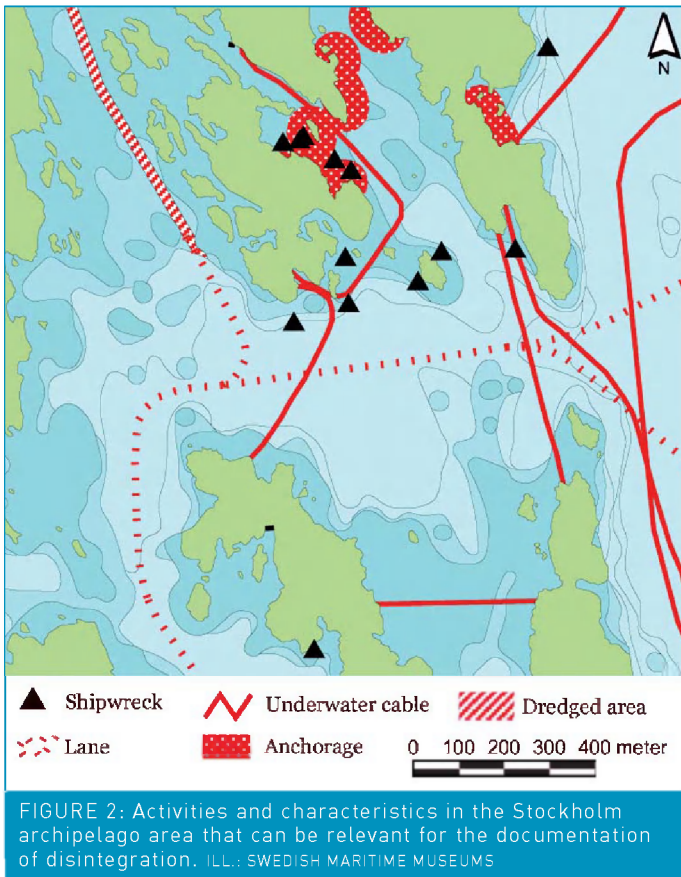 N
Shipwreck
Underwater cable
Dredged area
Lane
Anchorage
0 100 200 300 400 meter
FIGURE 2: Activities and characteristics in the Stockholm
archipelago area that can be relevant for the documentation
of disintegration. ILL.: SWEDISH MARITIME MUSEUMS